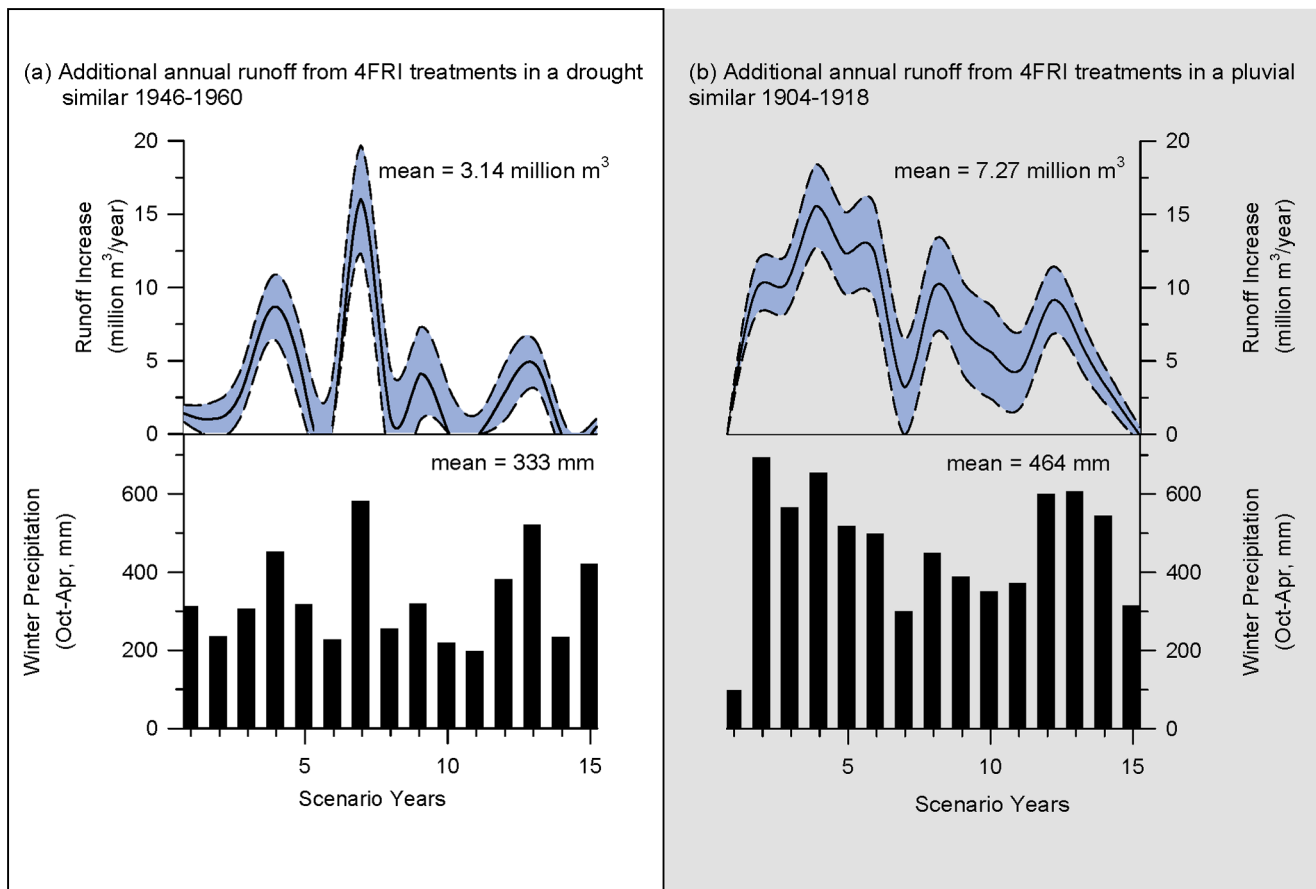 (a) Additional annual runoff from 4FRI treatments in a drought
similar 1946-1960
mean = 3.14 million m³
Runoff Increase
(million m³/year)
20
15
10
5
0
mean = 333 mm
Winter Precipitation
(Oct-Apr, mm)
600
400
200
0
5
10
15
Scenario Years
(b) Additional annual runoff from 4FRI treatments in a pluvial
similar 1904-1918
mean = 7.27 million m³
20
15
10
5
0
Runoff Increase
(million m³/year)
mean = 464 mm
600
400
200
0
Winter Precipitation
(Oct-Apr, mm)
5
10
15
Scenario Years